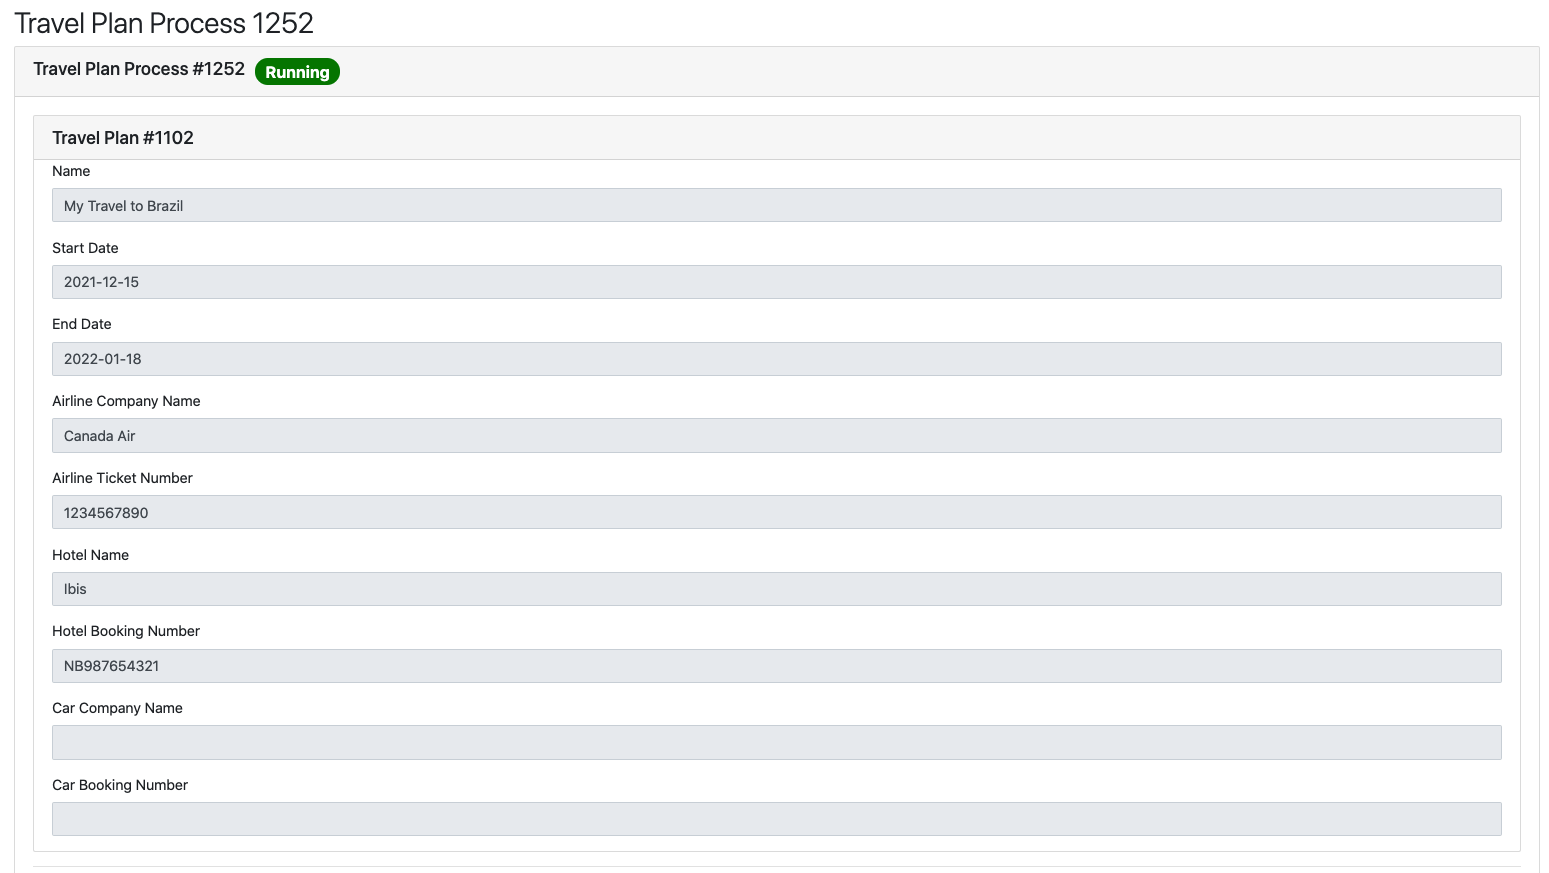 Travel Plan Process 1252
Travel Plan Process #1252 Running
Travel Plan #1102
Name
My Travel to Brazil
Start Date
2021-12-15
End Date
2022-01-18
Airline Company Name
Canada Air
Airline Ticket Number
1234567890
Hotel Name
Ibis
Hotel Booking Number
NB987654321
Car Company Name
Car Booking Number